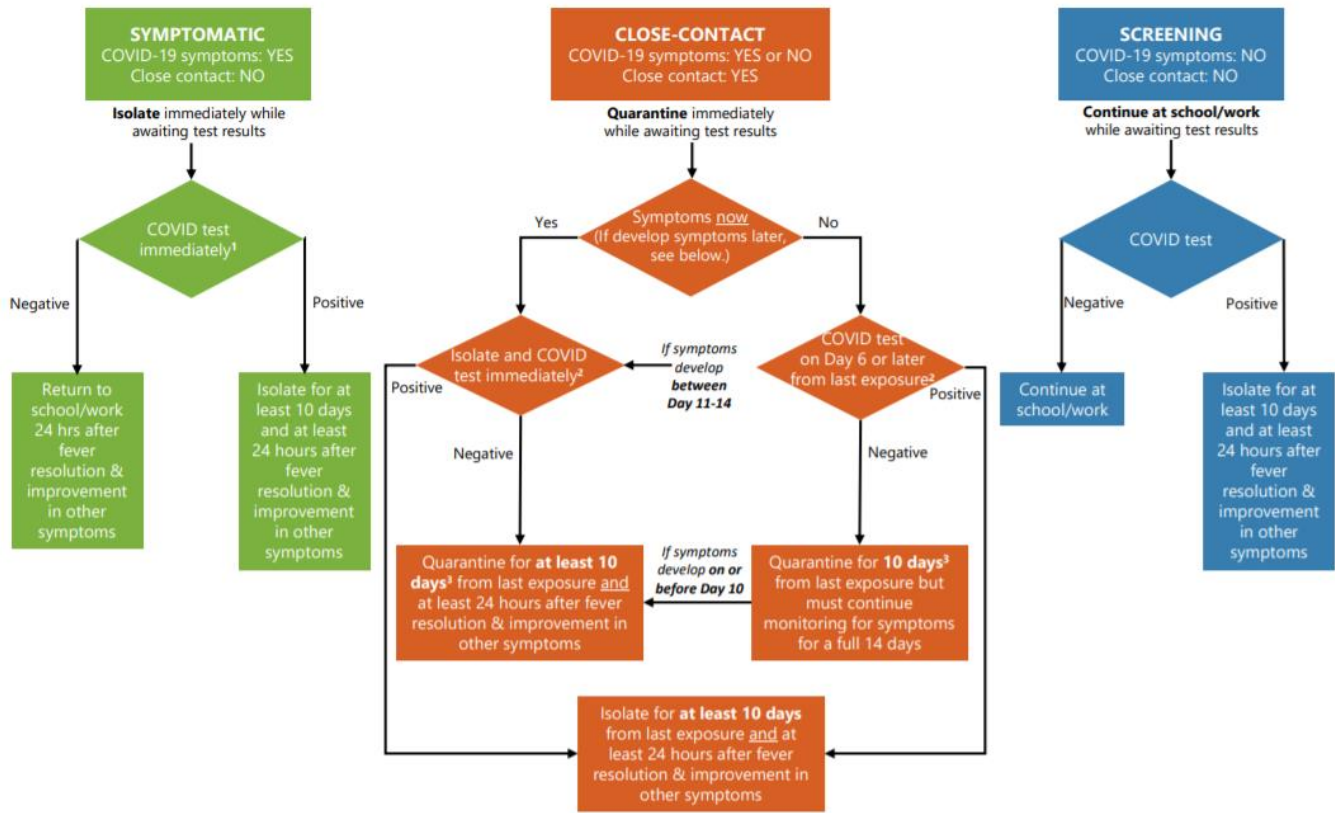 SYMPTOMATIC
COVID-19 symptoms: YES
Close contact: NO
Isolate immediately while
awaiting test results
COVID test
immediately¹
Negative
Positive
Return to
school/work
24 hrs after
fever
resolution &
improvement
in other
symptoms
Isolate for at
least 10 days
and at least
24 hours after
fever
resolution &
improvement
in other
symptoms
CLOSE-CONTACT
COVID-19 symptoms: YES or NO
Close contact: YES
Quarantine immediately
while awaiting test results
Symptoms now
(If develop symptoms later,
see below.)
Yes
No
Isolate and COVID
test immediately²
If symptoms
develop
between
Day 11-14
COVID test
on Day 6 or later
from last exposure²
Positive
Positive
Negative
Negative
Quarantine for at least 10
days³ from last exposure and
at least 24 hours after fever
resolution & improvement in
other symptoms
If symptoms
develop on or
before Day 10
Quarantine for 10 days³
from last exposure but
must continue
monitoring for symptoms
for a full 14 days
Isolate for at least 10 days
from last exposure and at
least 24 hours after fever
resolution & improvement in
other symptoms
SCREENING
COVID-19 symptoms: NO
Close contact: NO
Continue at school/work
while awaiting test results
COVID test
Negative
Positive
Continue at
school/work
Isolate for at
least 10 days
and at least
24 hours after
fever
resolution &
improvement
in other
symptoms